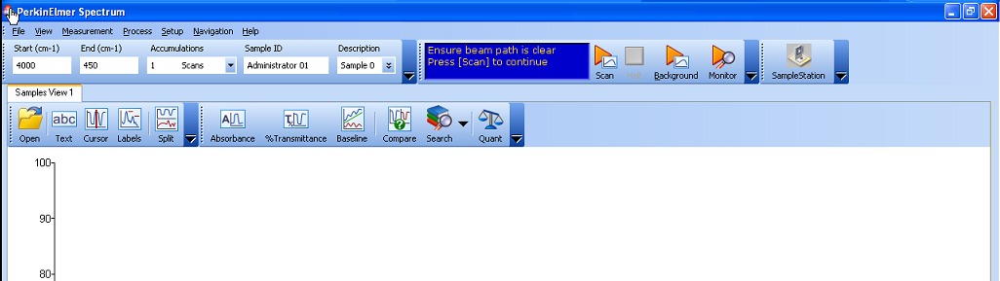 PerkinElmer Spectrum
File View Measurement Process Setup Navigation Help
Start (cm-1) End (cm-1) Accumulations Sample ID Description
4000 450 1 Scans Administrator 01 Sample 0
Ensure beam path is clear
Press [Scan] to continue
Scan Halt Background Monitor SampleStation
Samples View 1
abc
Open Text Cursor Labels Split Absorbance %Transmittance Baseline Compare Search Quant
100
90
80